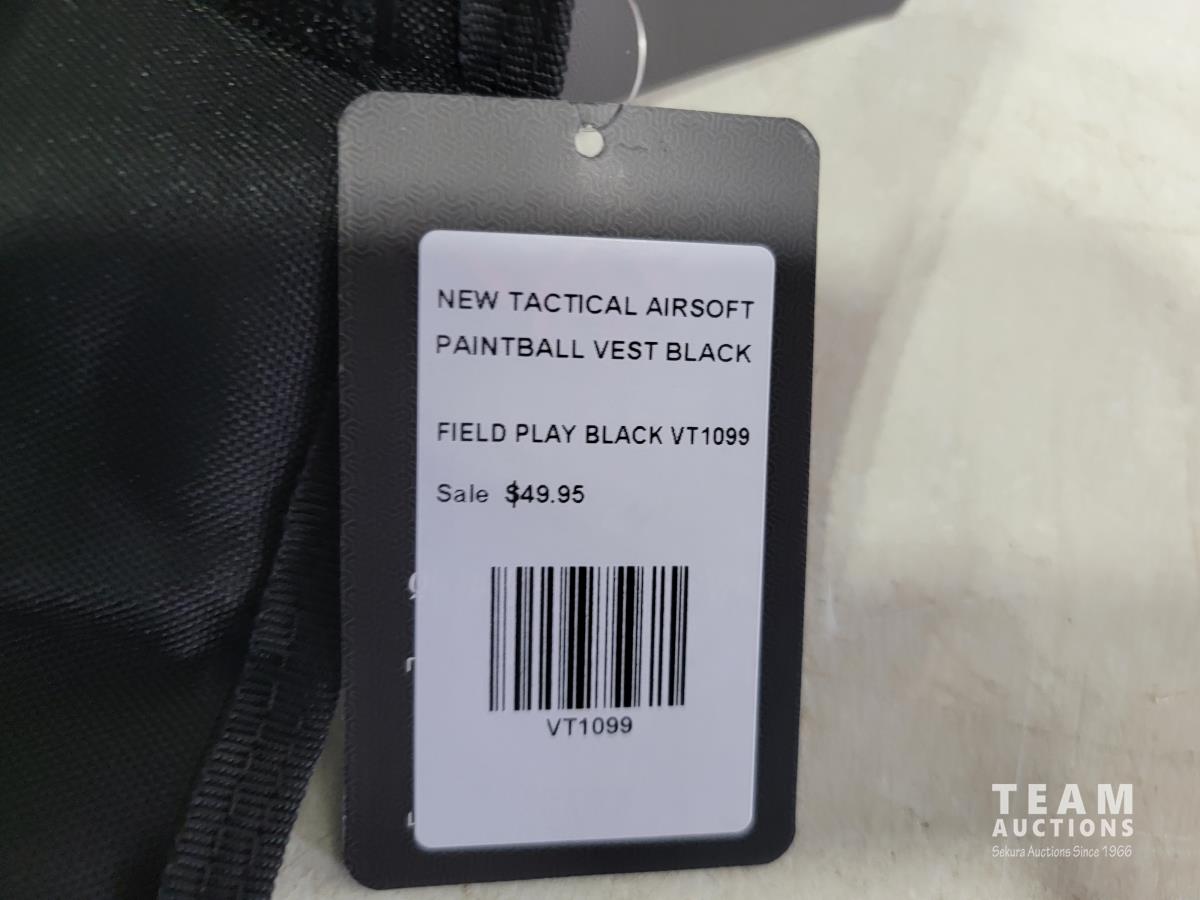 NEW TACTICAL AIRSOFT
PAINTBALL VEST BLACK
FIELD PLAY BLACK VT1099
Sale $49.95
VT1099
TEAM
AUCTIONS
Sekura Auctions Since 1966